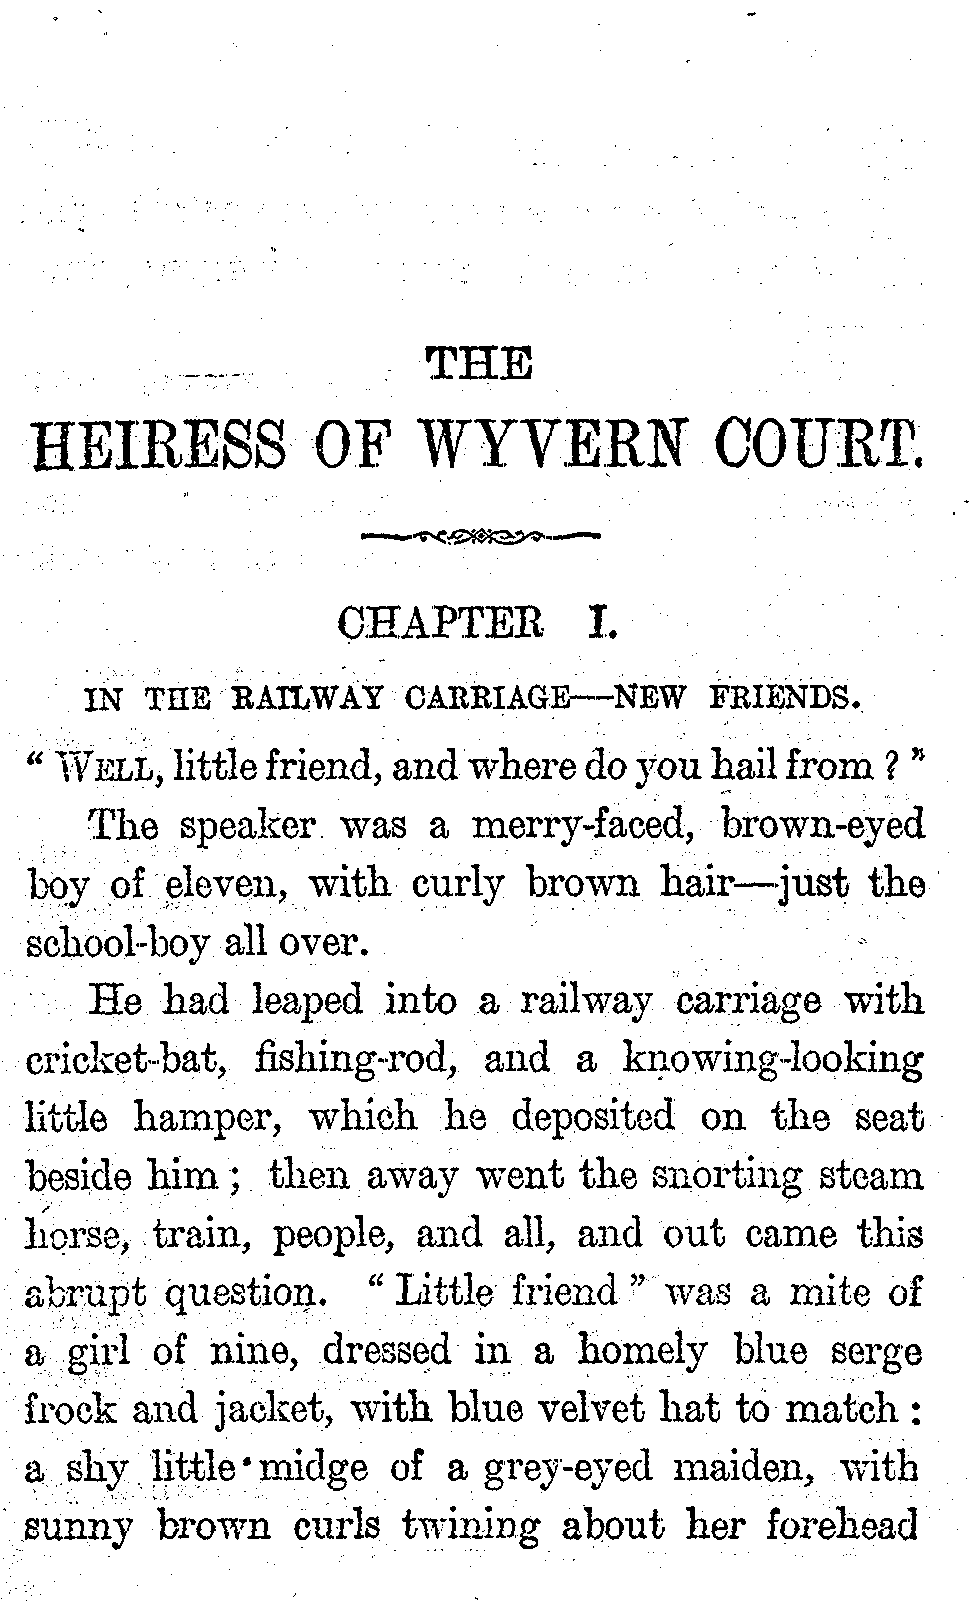 THE
HEIRESS OF WYVERN COURT.
CHAPTER I.
IN THE RAILWAY CARRIAGE—NEW FRIENDS.
“WELL, little friend, and where do you hail from?”
The speaker was a merry-faced, brown-eyed
boy of eleven, with curly brown hair—just the
school-boy all over.
He had leaped into a railway carriage with
cricket-bat, fishing-rod, and a knowing-looking
little hamper, which he deposited on the seat
beside him; then away went the snorting steam
horse, train, people, and all, and out came this
abrupt question. “Little friend” was a mite of
a girl of nine, dressed in a homely blue serge
frock and jacket, with blue velvet hat to match:
a shy little midge of a grey-eyed maiden, with
sunny brown curls twining about her forehead